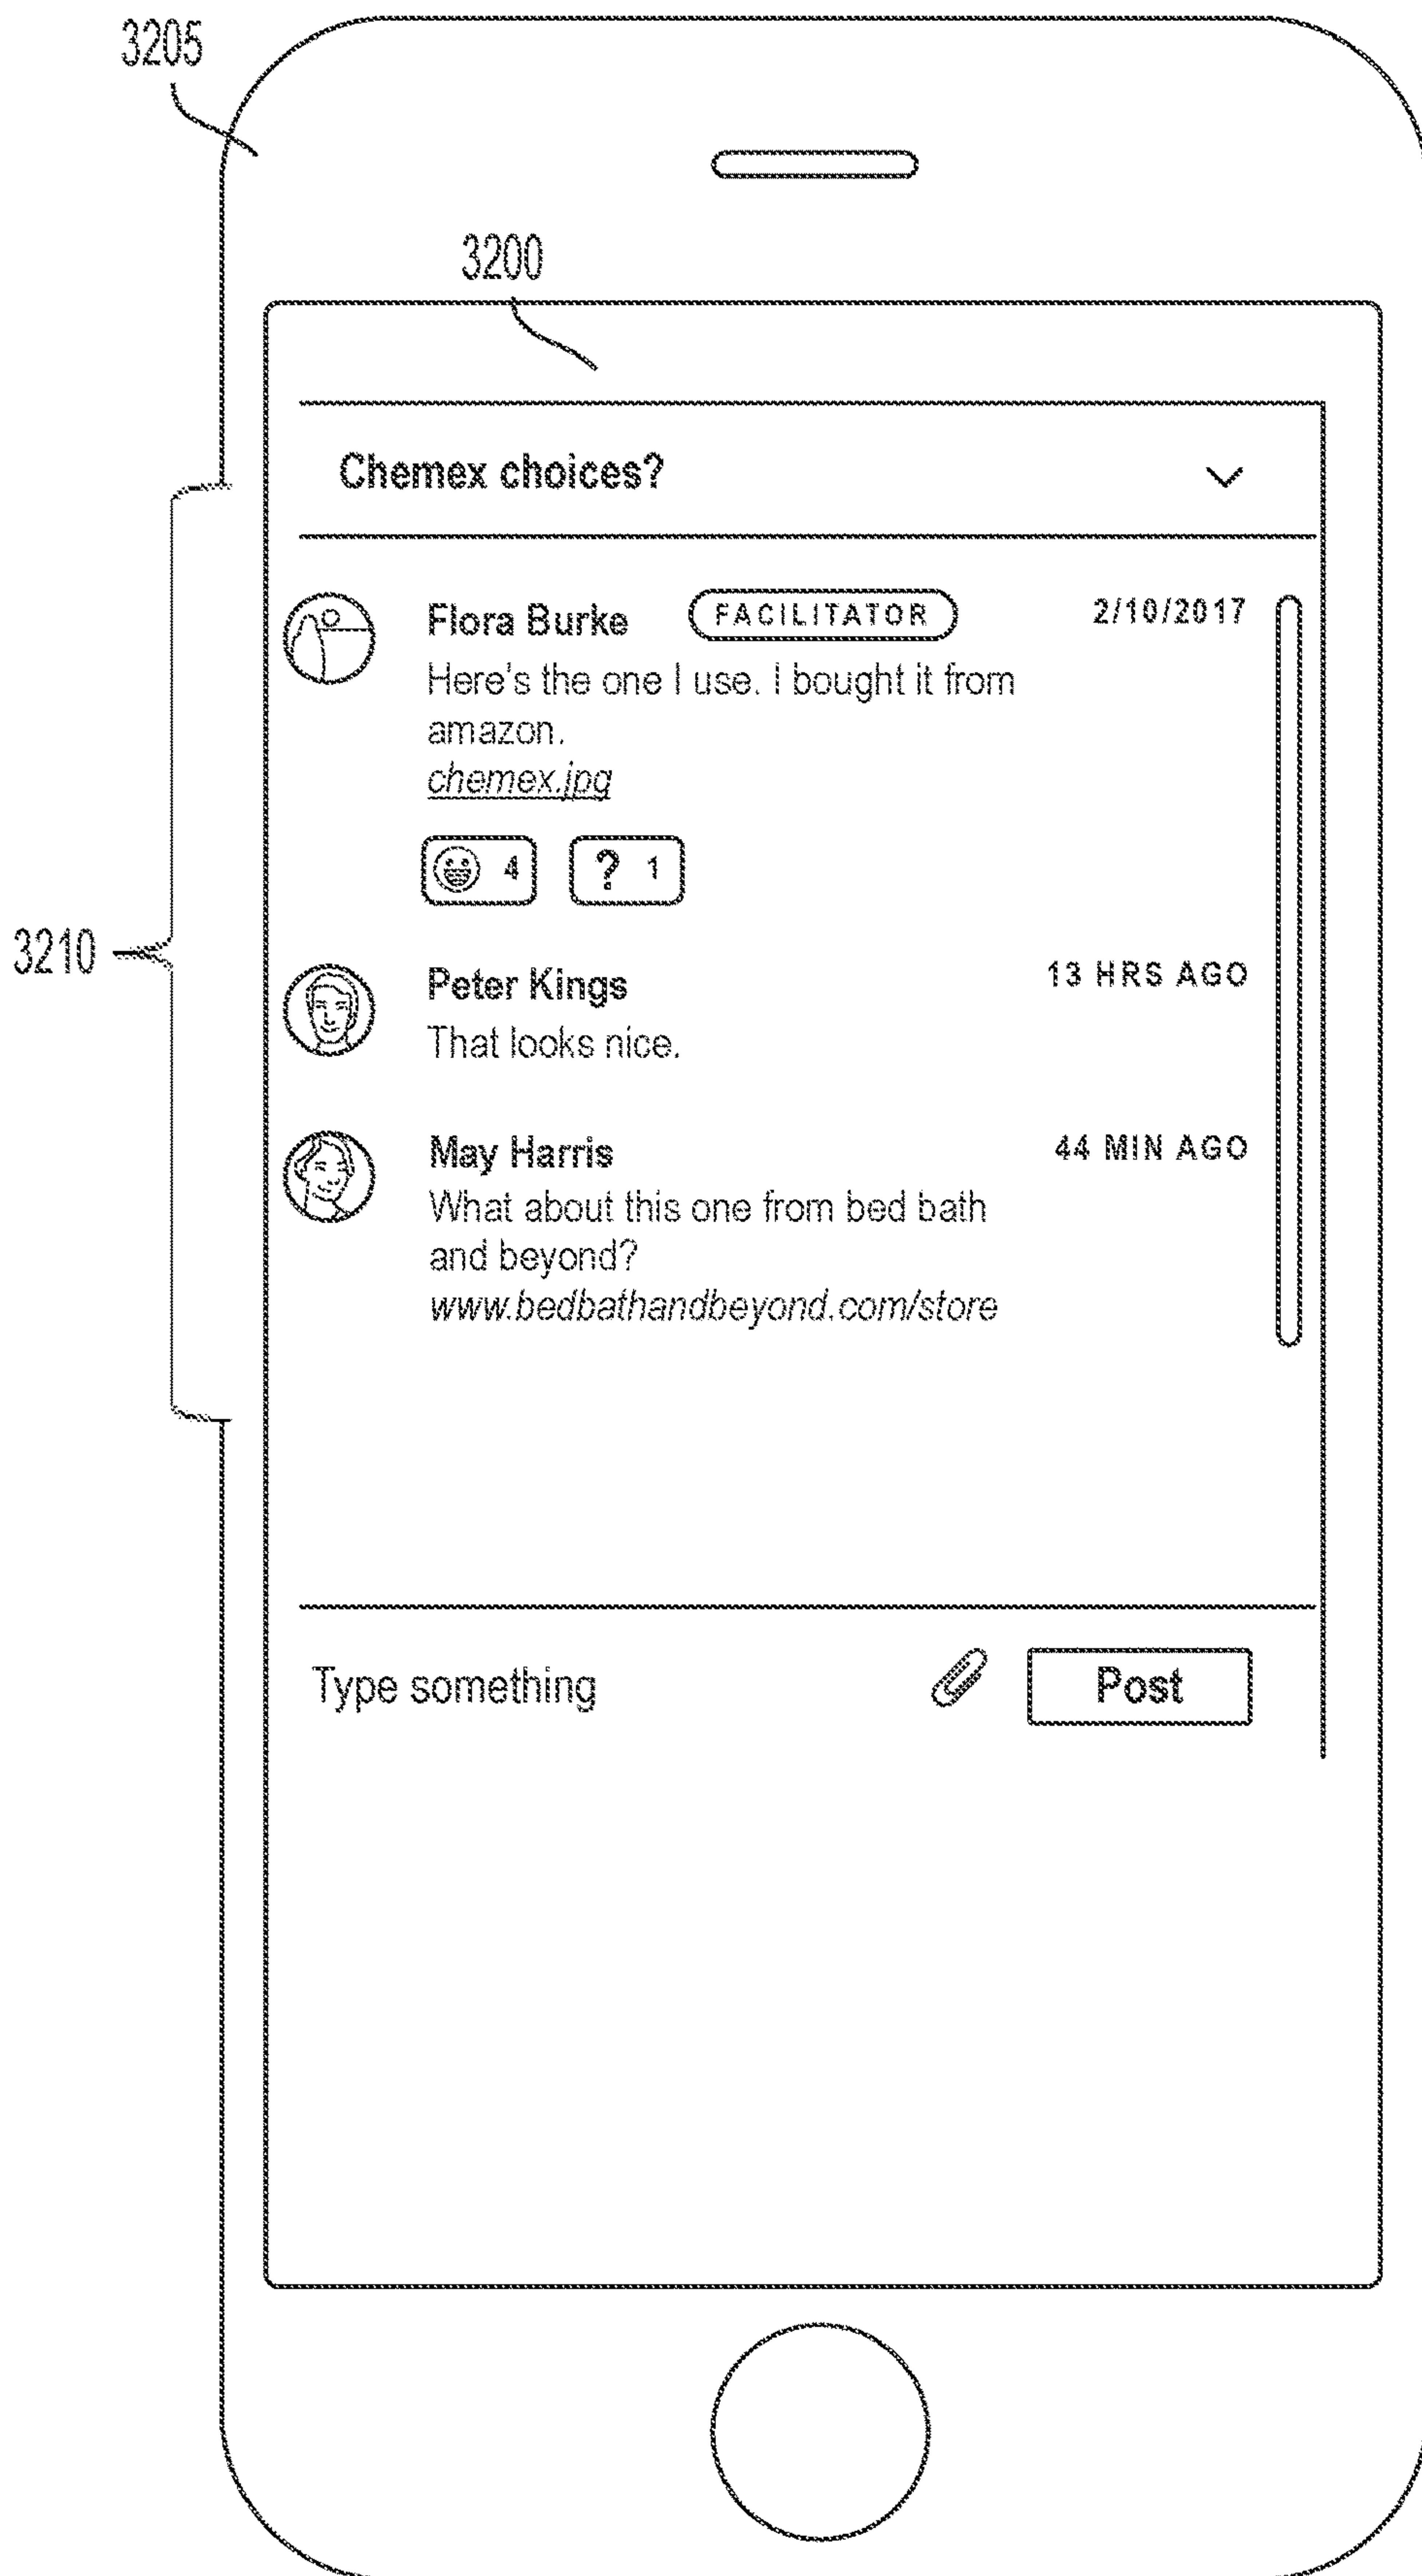 3205
3200
Chemex choices?
Flora Burke FACILITATOR 2/10/2017
Here's the one I use. I bought it from
amazon.
chemex.jpg
4 ? 1
3210
Peter Kings 13 HRS AGO
That looks nice.
May Harris 44 MIN AGO
What about this one from bed bath
and beyond?
www.bedbathandbeyond.com/store
Type something Post